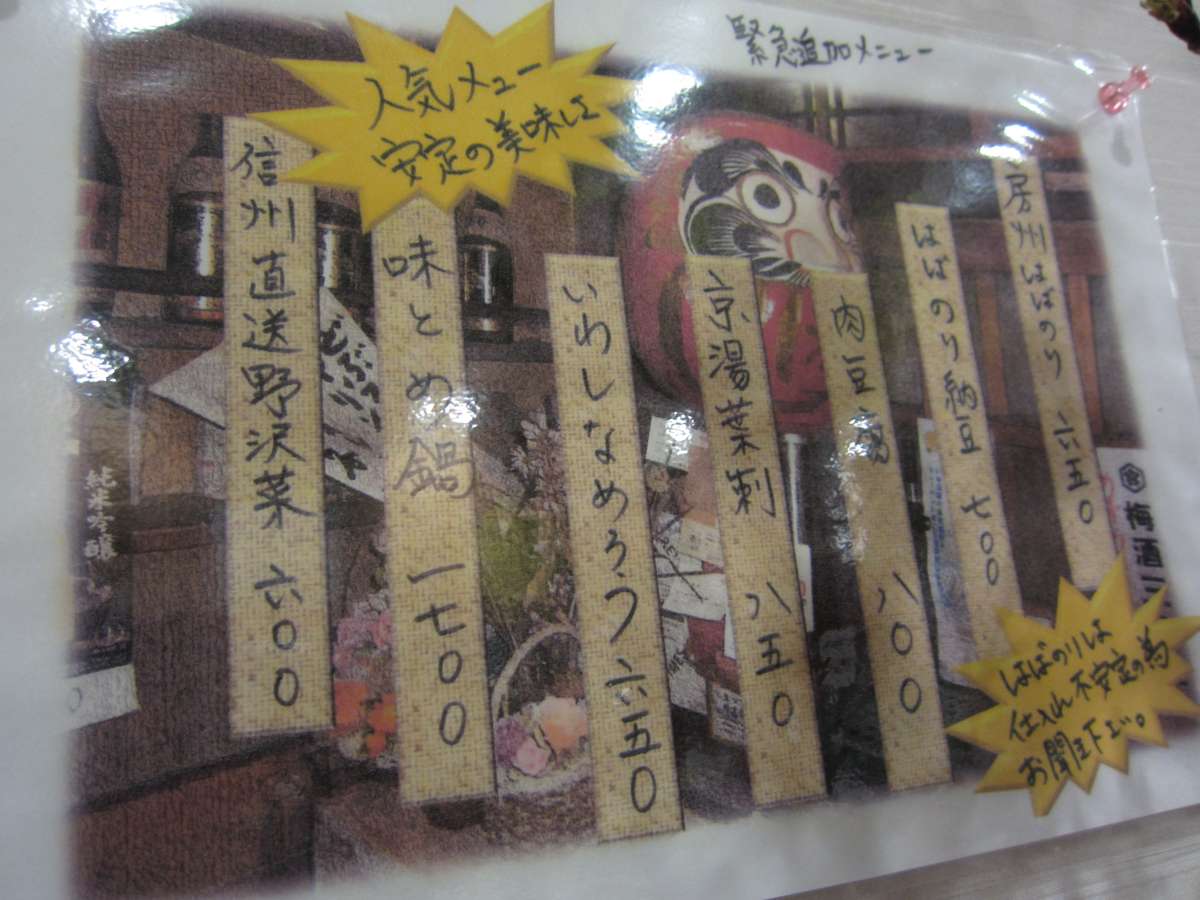 緊急追加メニュー
房州はばのり 六五〇
はばのり納豆 七〇〇
肉豆腐 八〇〇
京湯葉刺 八五〇
いわしなめろう 六五〇
味とめ鍋 一七〇〇
信州直送野沢菜 六〇〇
人気メュー
安定の美味しさ
はばのりは
仕入れ不安定の為
お聞き下さい。
梅酒
純米吟醸